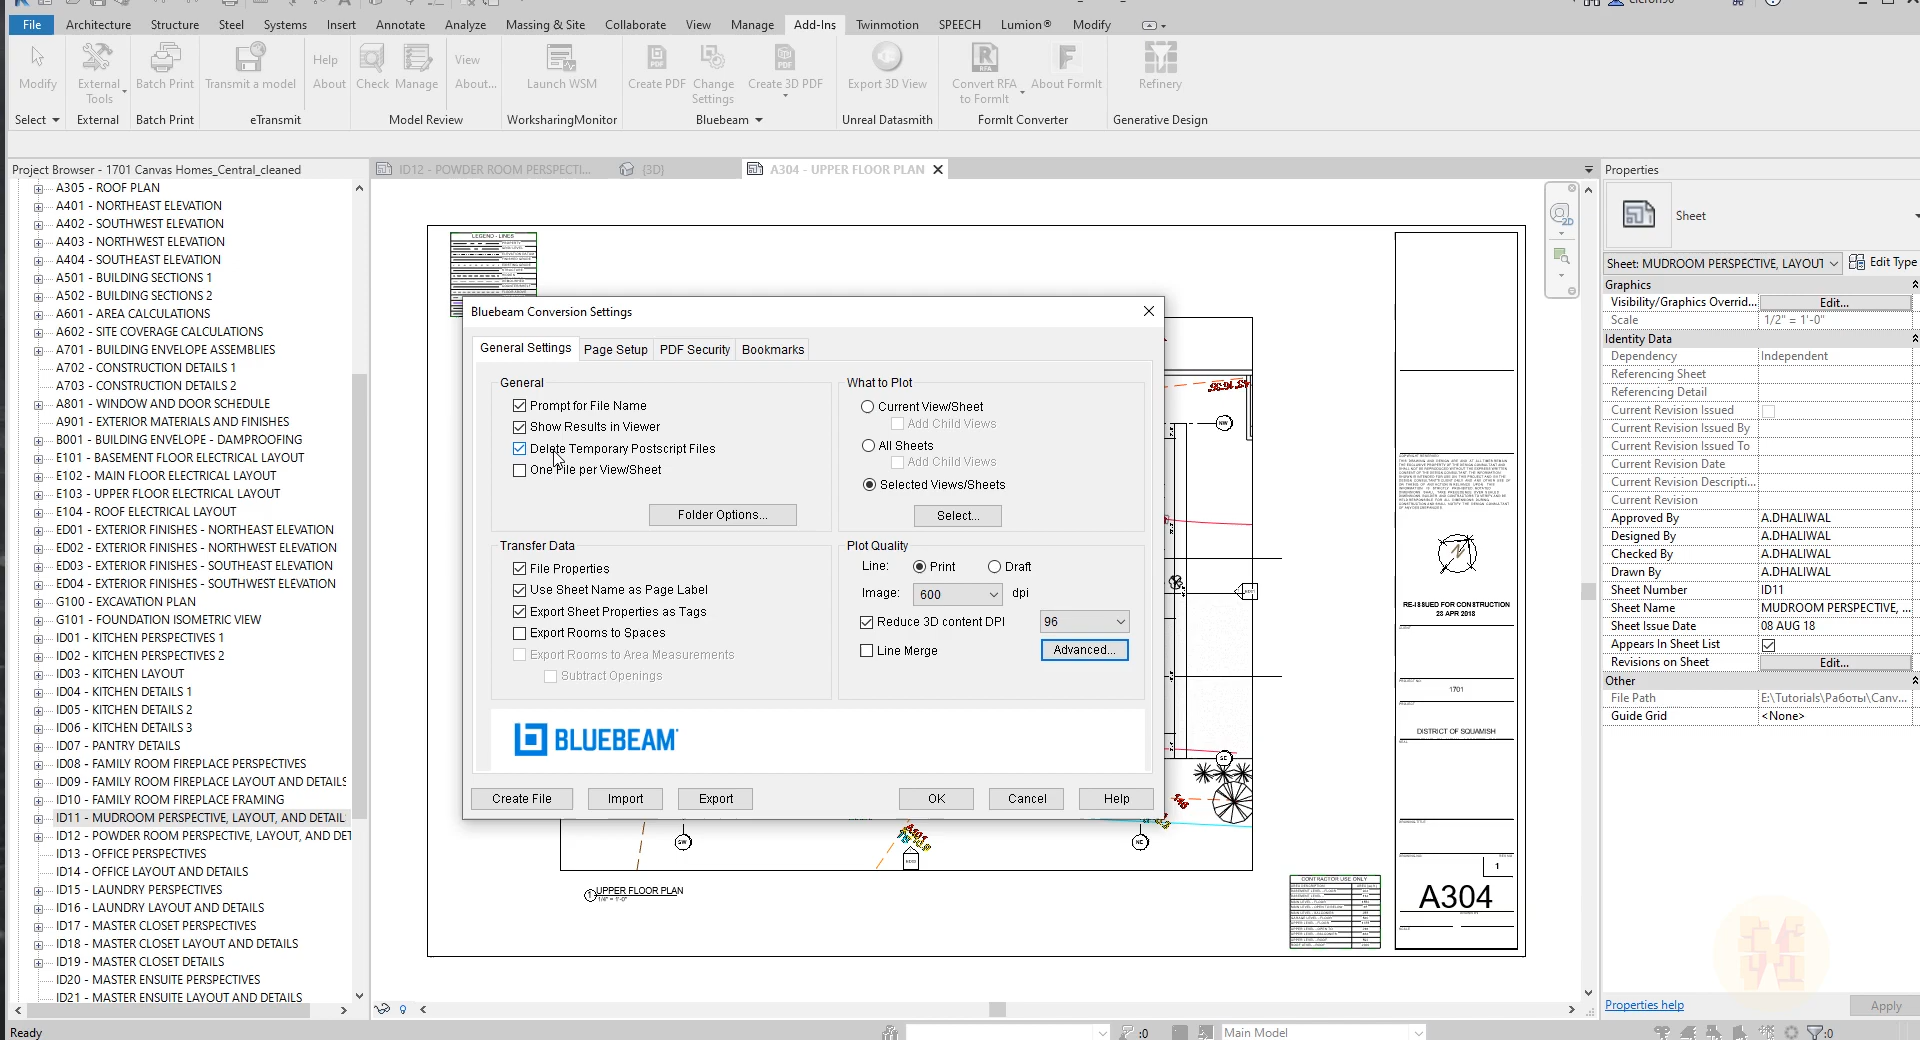 File Architecture Structure Steel Systems Insert Annotate Analyze Massing & Site Collaborate View Manage Add-Ins Twinmotion SPEECH Lumion® Modify
Modify External Tools Batch Print Transmit a model Help About Check Manage View About... Launch WSM Create PDF Change Settings Create 3D PDF Export 3D View Convert RFA to FormIt About FormIt Refinery
Select External Batch Print eTransmit Model Review WorksharingMonitor Bluebeam Unreal Datasmith FormIt Converter Generative Design
Project Browser - 1701 Canvas Homes_Central_cleaned
ID12 - POWDER ROOM PERSPECTI... {3D} A304 - UPPER FLOOR PLAN
A305 - ROOF PLAN
A401 - NORTHEAST ELEVATION
A402 - SOUTHWEST ELEVATION
A403 - NORTHWEST ELEVATION
A404 - SOUTHEAST ELEVATION
A501 - BUILDING SECTIONS 1
A502 - BUILDING SECTIONS 2
A601 - AREA CALCULATIONS
A602 - SITE COVERAGE CALCULATIONS
A701 - BUILDING ENVELOPE ASSEMBLIES
A702 - CONSTRUCTION DETAILS 1
A703 - CONSTRUCTION DETAILS 2
A801 - WINDOW AND DOOR SCHEDULE
A901 - EXTERIOR MATERIALS AND FINISHES
B001 - BUILDING ENVELOPE - DAMPROOFING
E101 - BASEMENT FLOOR ELECTRICAL LAYOUT
E102 - MAIN FLOOR ELECTRICAL LAYOUT
E103 - UPPER FLOOR ELECTRICAL LAYOUT
E104 - ROOF ELECTRICAL LAYOUT
ED01 - EXTERIOR FINISHES - NORTHEAST ELEVATION
ED02 - EXTERIOR FINISHES - NORTHWEST ELEVATION
ED03 - EXTERIOR FINISHES - SOUTHEAST ELEVATION
ED04 - EXTERIOR FINISHES - SOUTHWEST ELEVATION
G100 - EXCAVATION PLAN
G101 - FOUNDATION ISOMETRIC VIEW
ID01 - KITCHEN PERSPECTIVES 1
ID02 - KITCHEN PERSPECTIVES 2
ID03 - KITCHEN LAYOUT
ID04 - KITCHEN DETAILS 1
ID05 - KITCHEN DETAILS 2
ID06 - KITCHEN DETAILS 3
ID07 - PANTRY DETAILS
ID08 - FAMILY ROOM FIREPLACE PERSPECTIVES
ID09 - FAMILY ROOM FIREPLACE LAYOUT AND DETAILS
ID10 - FAMILY ROOM FIREPLACE FRAMING
ID11 - MUDROOM PERSPECTIVE, LAYOUT, AND DETAIL
ID12 - POWDER ROOM PERSPECTIVE, LAYOUT, AND DET
ID13 - OFFICE PERSPECTIVES
ID14 - OFFICE LAYOUT AND DETAILS
ID15 - LAUNDRY PERSPECTIVES
ID16 - LAUNDRY LAYOUT AND DETAILS
ID17 - MASTER CLOSET PERSPECTIVES
ID18 - MASTER CLOSET LAYOUT AND DETAILS
ID19 - MASTER CLOSET DETAILS
ID20 - MASTER ENSUITE PERSPECTIVES
ID21 - MASTER ENSUITE LAYOUT AND DETAILS
LEGEND - LINES
Bluebeam Conversion Settings
General Settings Page Setup PDF Security Bookmarks
General
Prompt for File Name
Show Results in Viewer
Delete Temporary Postscript Files
One File per View/Sheet
Folder Options...
What to Plot
Current View/Sheet
Add Child Views
All Sheets
Add Child Views
Selected Views/Sheets
Select...
Transfer Data
File Properties
Use Sheet Name as Page Label
Export Sheet Properties as Tags
Export Rooms to Spaces
Export Rooms to Area Measurements
Subtract Openings
Plot Quality
Line: Print Draft
Image: 600 dpi
Reduce 3D content DPI 96
Line Merge Advanced...
BLUEBEAM
Create File Import Export OK Cancel Help
NW
SE
SW
NE
UPPER FLOOR PLAN
1/4" = 1'-0"
CONTRACTOR USE ONLY
RE-ISSUED FOR CONSTRUCTION
23 APR 2018
1701
DISTRICT OF SQUAMISH
1
A304
Properties
Sheet
Sheet: MUDROOM PERSPECTIVE, LAYOUT Edit Type
Graphics
Visibility/Graphics Overrid... Edit...
Scale 1/2" = 1'-0"
Identity Data
Dependency Independent
Referencing Sheet
Referencing Detail
Current Revision Issued
Current Revision Issued By
Current Revision Issued To
Current Revision Date
Current Revision Descripti...
Current Revision
Approved By A.DHALIWAL
Designed By A.DHALIWAL
Checked By A.DHALIWAL
Drawn By A.DHALIWAL
Sheet Number ID11
Sheet Name MUDROOM PERSPECTIVE, ...
Sheet Issue Date 08 AUG 18
Appears In Sheet List
Revisions on Sheet Edit...
Other
File Path E:\Tutorials\Работы\Canv...
Guide Grid <None>
Properties help Apply
Ready :0 Main Model :0